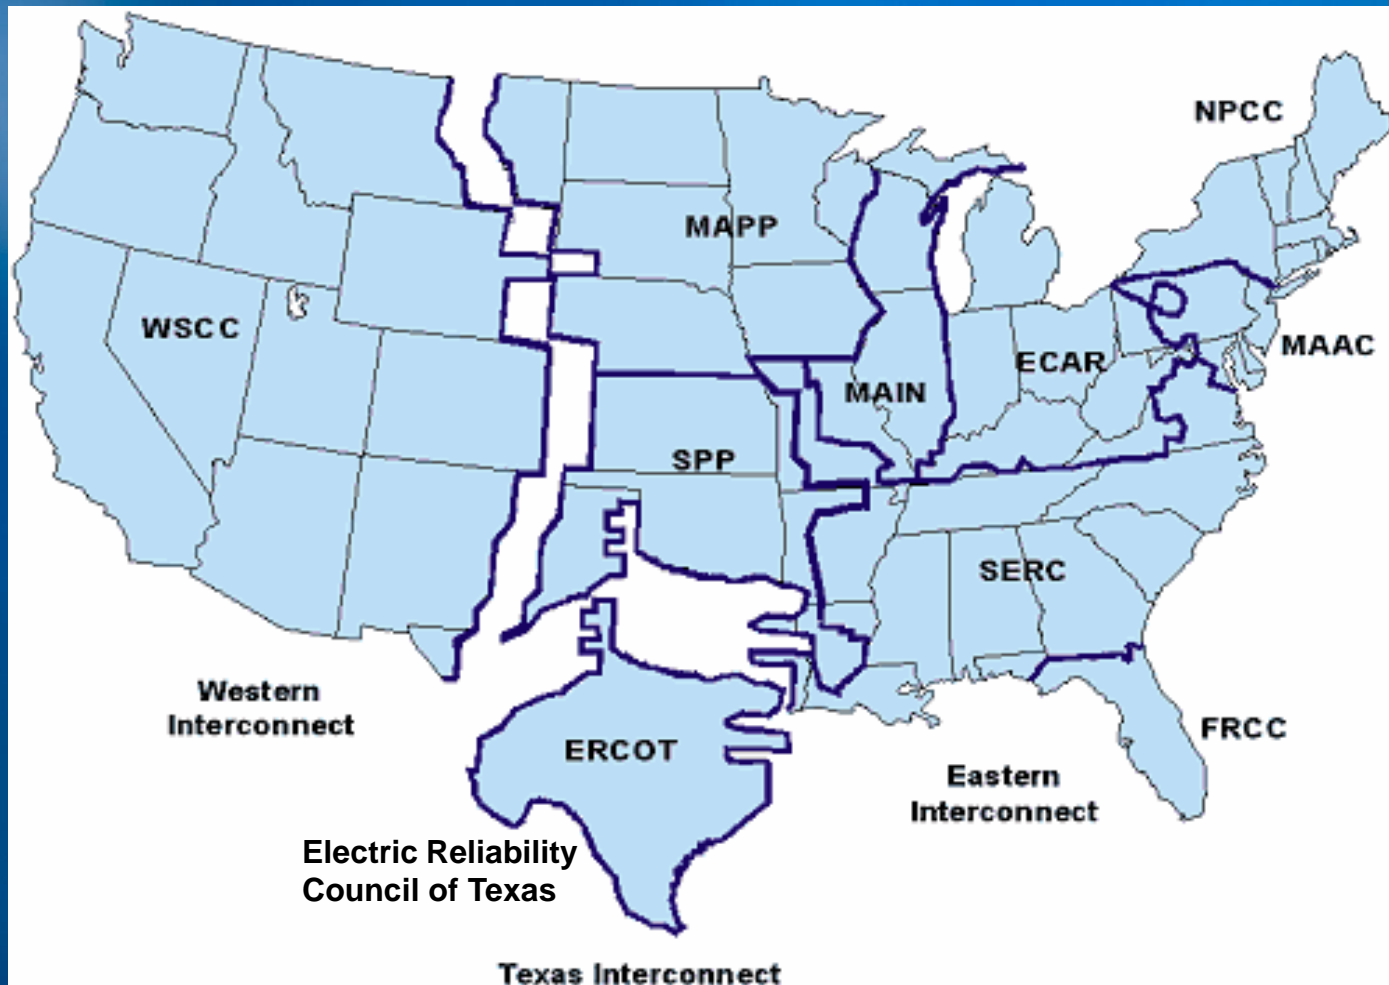 NPCC
MAPP
WSCC
MAAC
ECAR
MAIN
SPP
SERC
Western
Interconnect
FRCC
ERCOT
Eastern
Interconnect
Electric Reliability
Council of Texas
Texas Interconnect